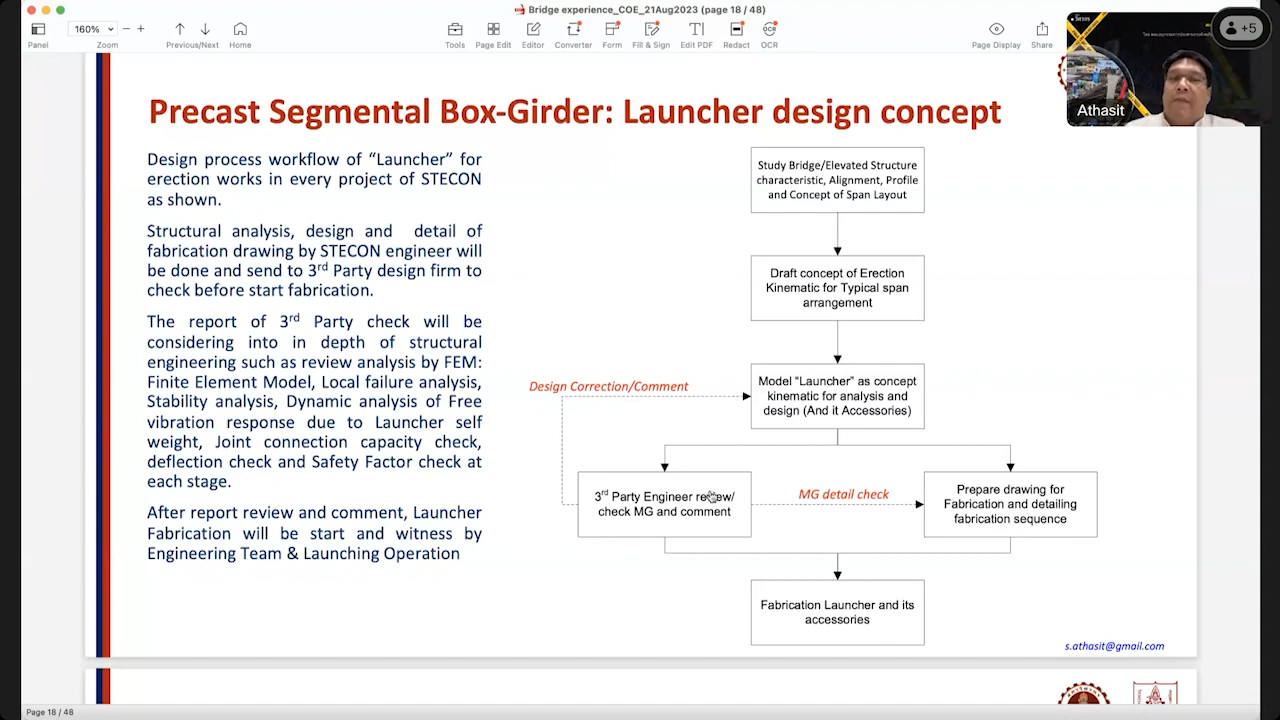 Bridge experience_COE_21Aug2023 (page 18 / 48)
160%
Panel
Zoom
Previous/Next
Home
Tools
Page Edit
Editor
Converter
Form
Fill & Sign
Edit PDF
Redact
OCR
Page Display
Share
+5
Athasit
Precast Segmental Box-Girder: Launcher design concept
Design process workflow of “Launcher” for
erection works in every project of STECON
as shown.
Structural analysis, design and detail of
fabrication drawing by STECON engineer will
be done and send to 3rd Party design firm to
check before start fabrication.
The report of 3rd Party check will be
considering into in depth of structural
engineering such as review analysis by FEM:
Finite Element Model, Local failure analysis,
Stability analysis, Dynamic analysis of Free
vibration response due to Launcher self
weight, Joint connection capacity check,
deflection check and Safety Factor check at
each stage.
After report review and comment, Launcher
Fabrication will be start and witness by
Engineering Team & Launching Operation
Study Bridge/Elevated Structure
characteristic, Alignment, Profile
and Concept of Span Layout
Draft concept of Erection
Kinematic for Typical span
arrangement
Design Correction/Comment
Model “Launcher” as concept
kinematic for analysis and
design (And it Accessories)
3rd Party Engineer review/
check MG and comment
MG detail check
Prepare drawing for
Fabrication and detailing
fabrication sequence
Fabrication Launcher and its
accessories
s.athasit@gmail.com
Page 18 / 48